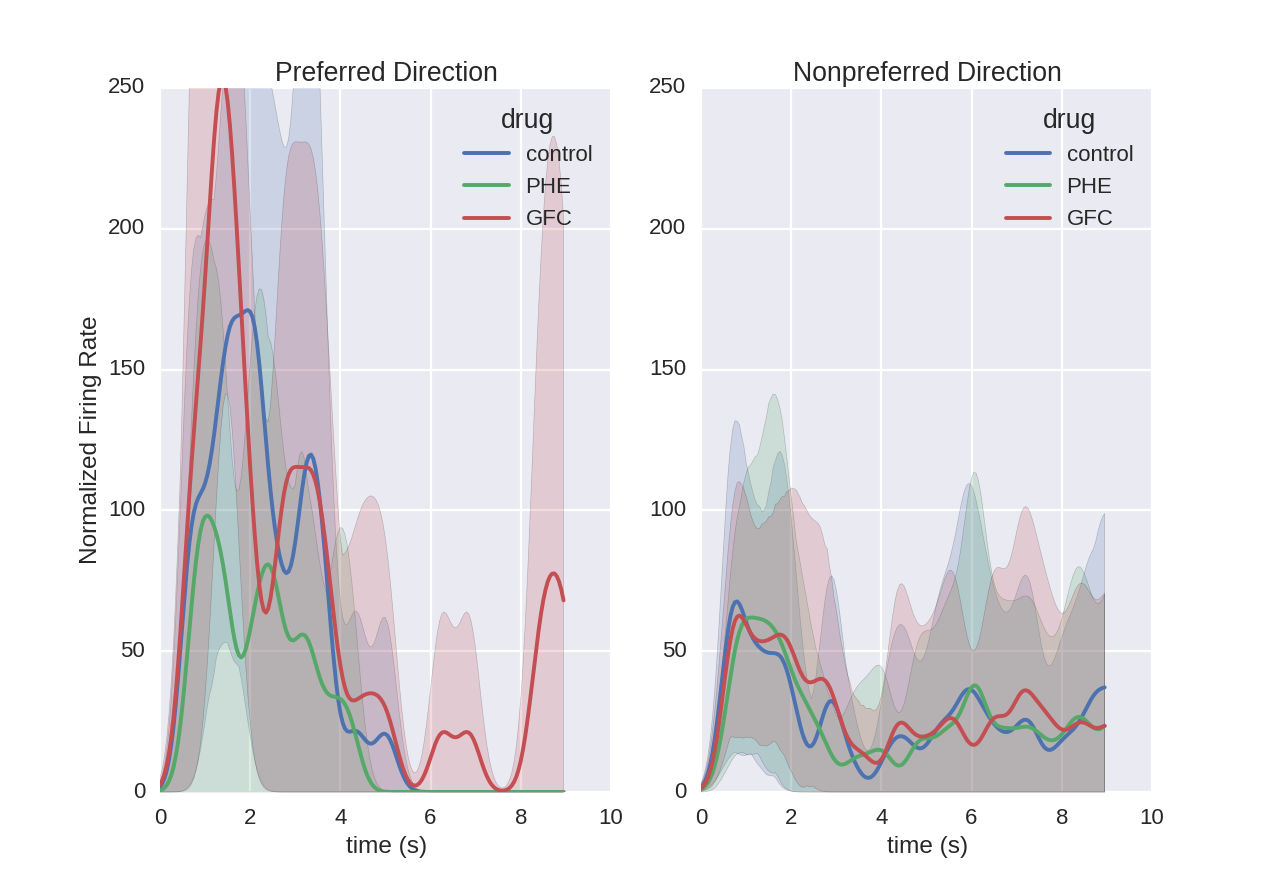 Preferred Direction
Nonpreferred Direction
250
200
150
100
50
0
Normalized Firing Rate
drug
control
PHE
GFC
0 2 4 6 8 10
time (s)
250
200
150
100
50
0
drug
control
PHE
GFC
0 2 4 6 8 10
time (s)